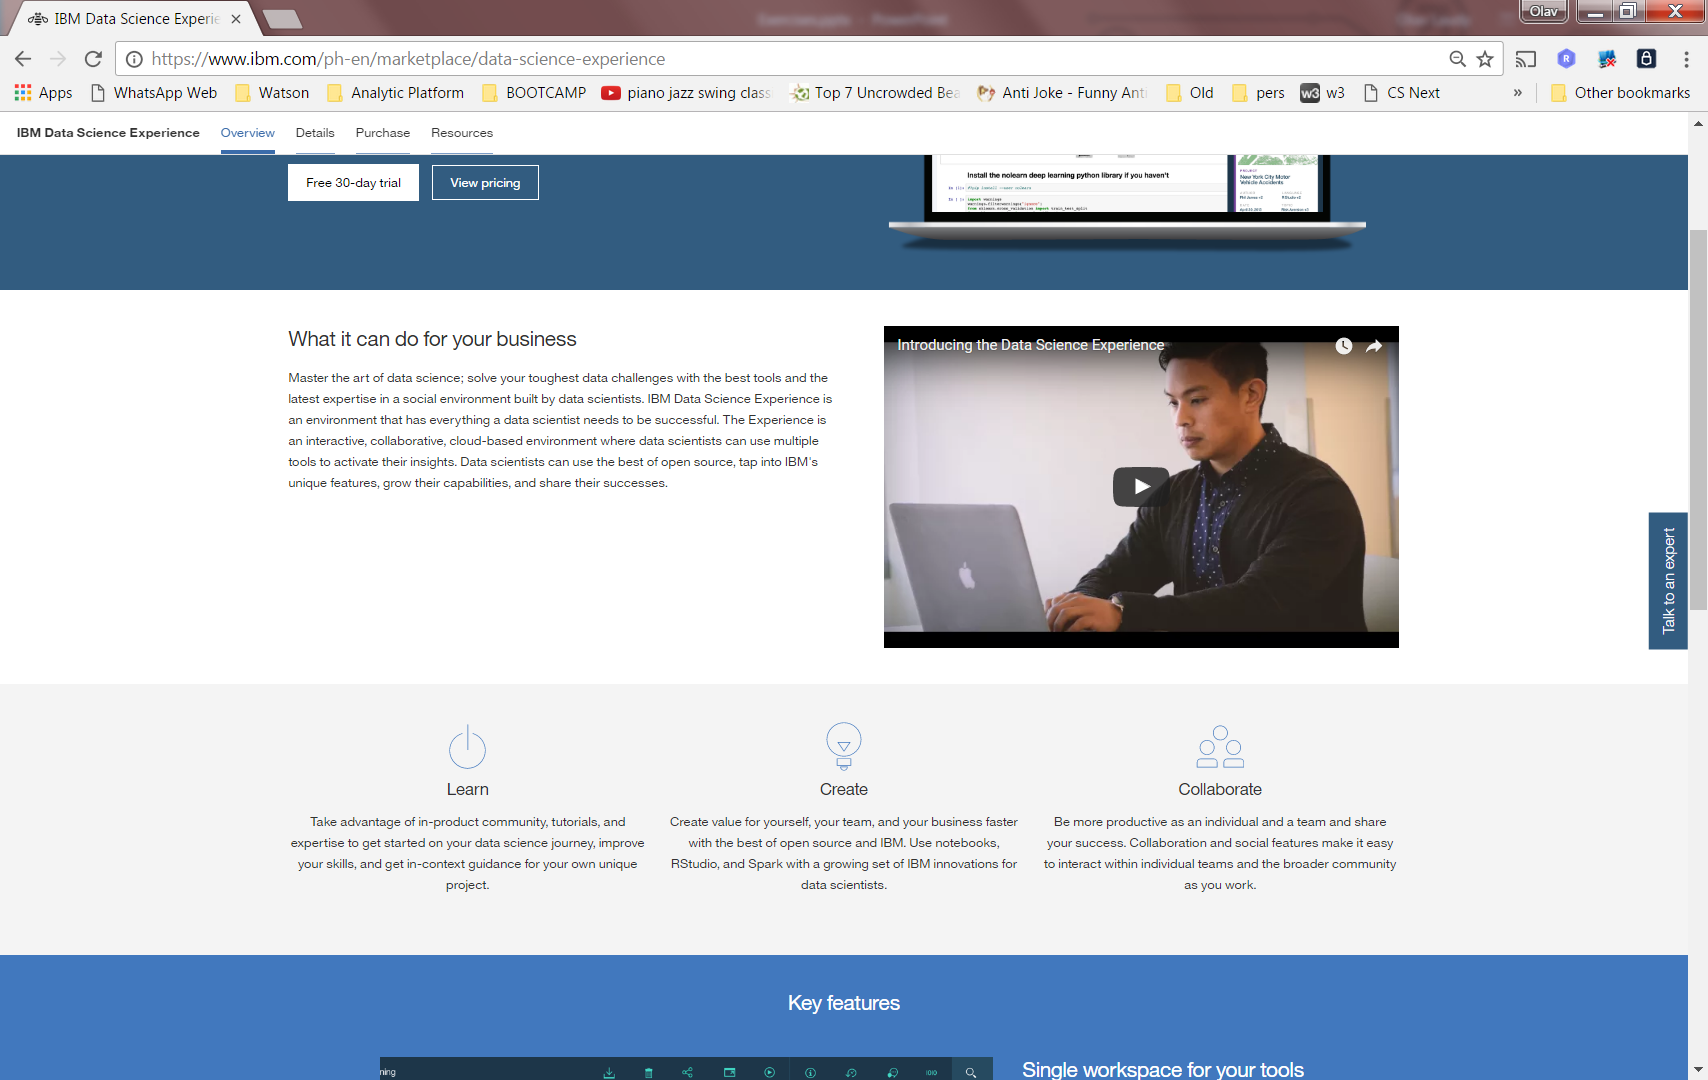 IBM Data Science Experie
Olav
https://www.ibm.com/ph-en/marketplace/data-science-experience
Apps WhatsApp Web Watson Analytic Platform BOOTCAMP piano jazz swing class Top 7 Uncrowded Bea Anti Joke - Funny Anti Old pers w3 w3 CS Next » Other bookmarks
IBM Data Science Experience Overview Details Purchase Resources
Free 30-day trial View pricing
Install the nolearn deep learning python library if you haven't
PROJECT
New York City Motor
Vehicle Accidents
import warnings
What it can do for your business
Master the art of data science; solve your toughest data challenges with the best tools and the
latest expertise in a social environment built by data scientists. IBM Data Science Experience is
an environment that has everything a data scientist needs to be successful. The Experience is
an interactive, collaborative, cloud-based environment where data scientists can use multiple
tools to activate their insights. Data scientists can use the best of open source, tap into IBM's
unique features, grow their capabilities, and share their successes.
Introducing the Data Science Experience
Talk to an expert
Learn
Take advantage of in-product community, tutorials, and
expertise to get started on your data science journey, improve
your skills, and get in-context guidance for your own unique
project.
Create
Create value for yourself, your team, and your business faster
with the best of open source and IBM. Use notebooks,
RStudio, and Spark with a growing set of IBM innovations for
data scientists.
Collaborate
Be more productive as an individual and a team and share
your success. Collaboration and social features make it easy
to interact within individual teams and the broader community
as you work.
Key features
ning
Single workspace for your tools